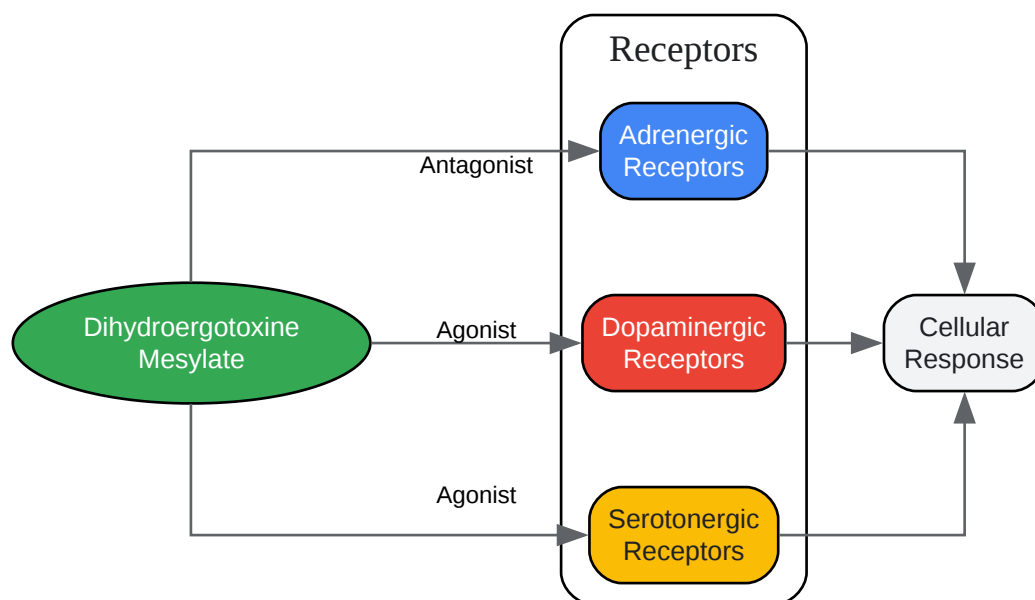 Receptors
Adrenergic
Receptors
Antagonist
Dihydroergotoxine
Mesylate
Agonist
Dopaminergic
Receptors
Cellular
Response
Agonist
Serotonergic
Receptors